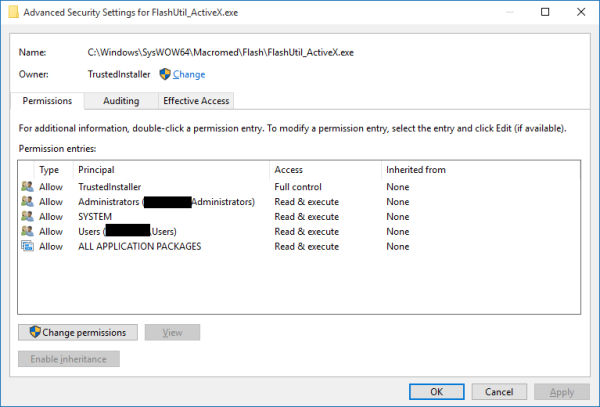 Advanced Security Settings for FlashUtil_ActiveX.exe
Name: C:\Windows\SysWOW64\Macromed\Flash\FlashUtil_ActiveX.exe
Owner: TrustedInstaller Change
Permissions Auditing Effective Access
For additional information, double-click a permission entry. To modify a permission entry, select the entry and click Edit (if available).
Permission entries:
Type Principal Access Inherited from
Allow TrustedInstaller Full control None
Allow Administrators ( Administrators) Read & execute None
Allow SYSTEM Read & execute None
Allow Users ( .Users) Read & execute None
Allow ALL APPLICATION PACKAGES Read & execute None
Change permissions View
Enable inheritance
OK Cancel Apply